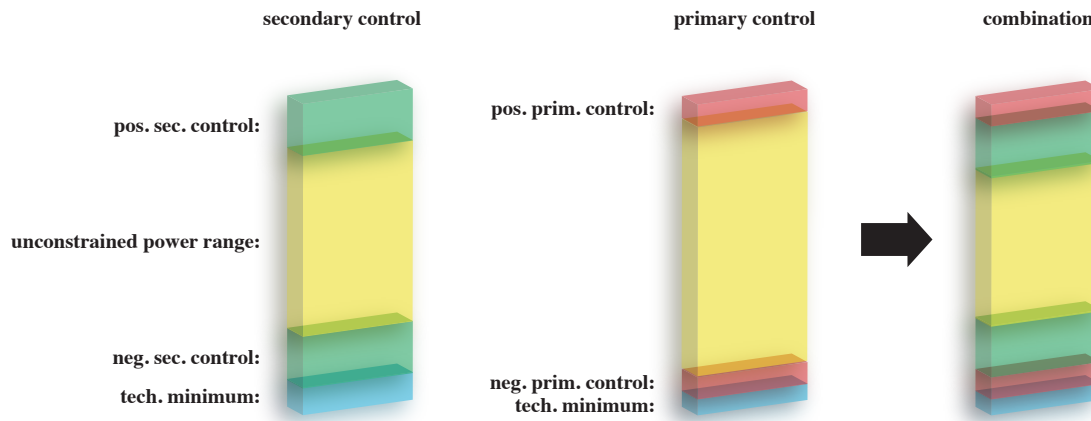 secondary control
primary control
combination
pos. sec. control:
pos. prim. control:
unconstrained power range:
neg. sec. control:
tech. minimum:
neg. prim. control:
tech. minimum: